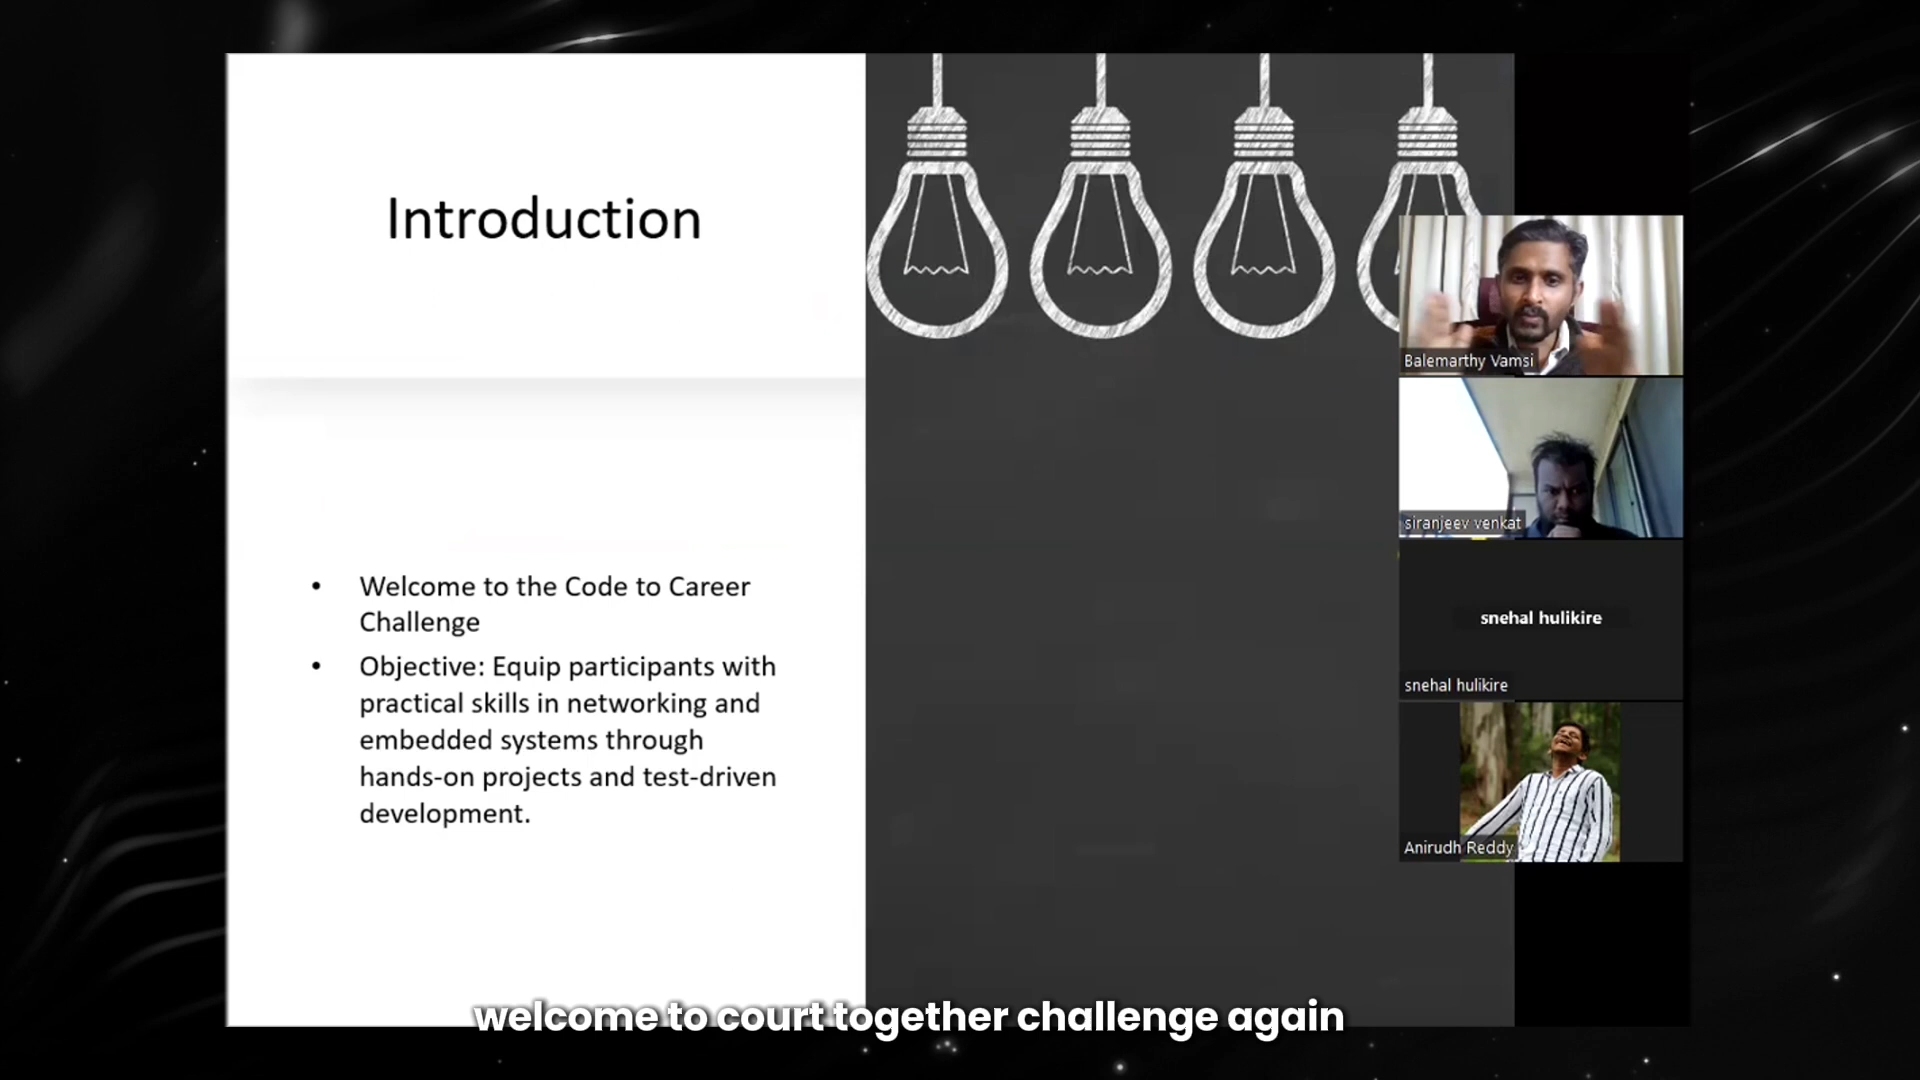 Introduction
• Welcome to the Code to Career
Challenge
• Objective: Equip participants with
practical skills in networking and
embedded systems through
hands-on projects and test-driven
development.
Balemarthy Vamsi
siranjeev venkat
snehal hulikire
snehal hulikire
Anirudh Reddy
welcome to court together challenge again